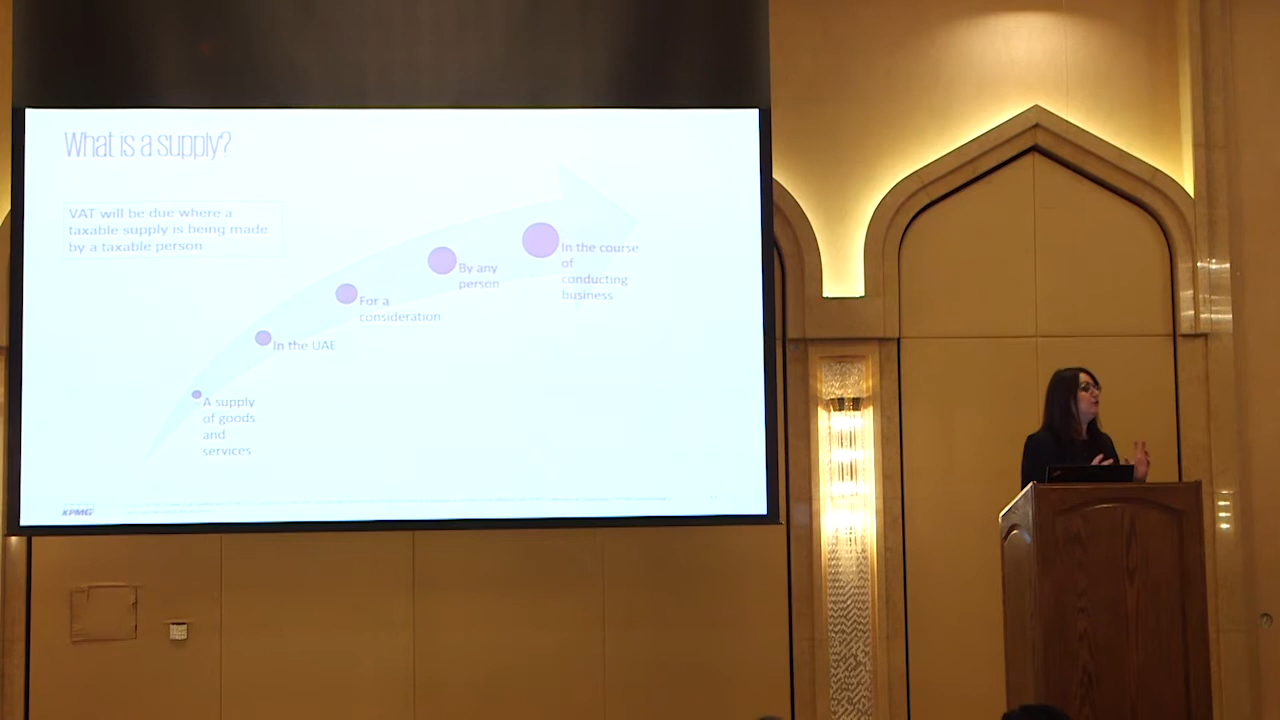 What is a supply?
VAT will be due where a
taxable supply is being made
by a taxable person
A supply
of goods
and
services
In the UAE
For a
consideration
By any
person
In the course
of
conducting
business
KPMG